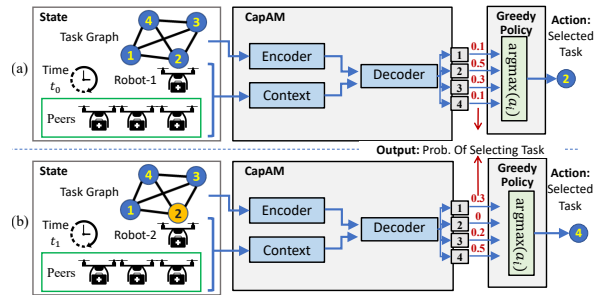 State
CapAM
Greedy
Policy
Action:
Selected
Task
Task Graph
4
3
1
2
Encoder
Context
Decoder
1
2
3
4
0.1
0.5
0.3
0.1
argmax(aᵢ)
2
(a)
Time
t₀
Robot-1
Peers
Output: Prob. Of Selecting Task
State
CapAM
Greedy
Policy
Action:
Selected
Task
Task Graph
4
3
1
2
Encoder
Context
Decoder
1
2
3
4
0.3
0
0.2
0.5
argmax(aᵢ)
4
(b)
Time
t₁
Robot-2
Peers